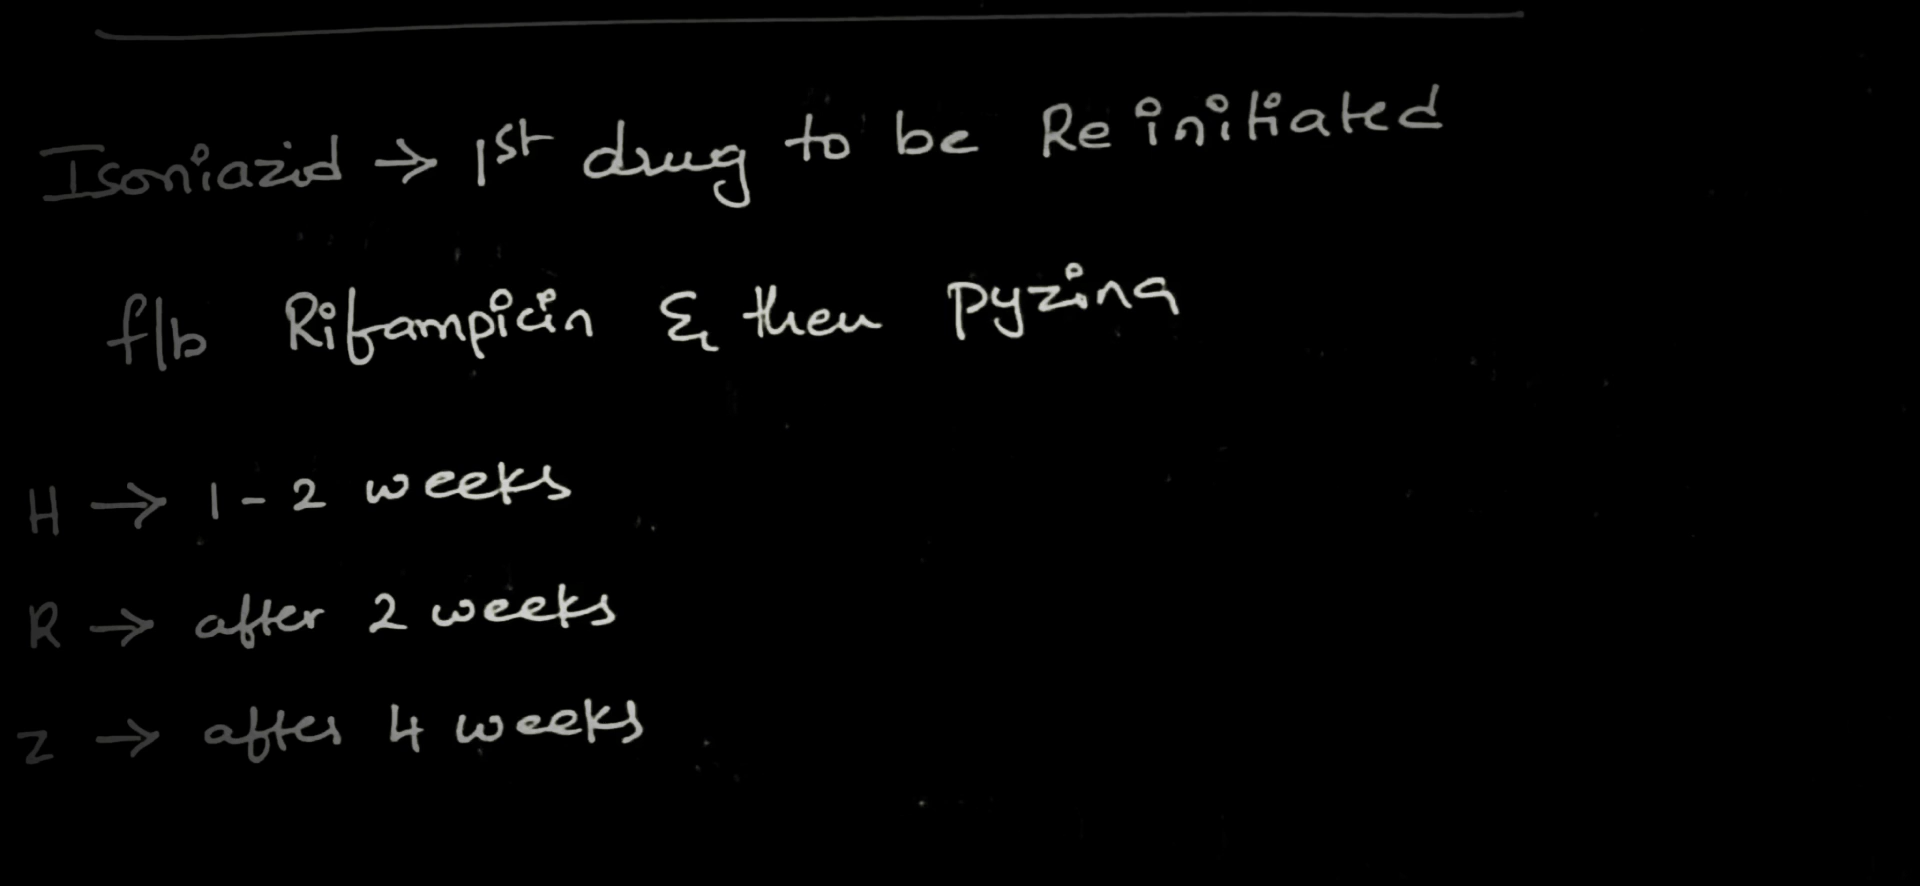 Isoniazid → 1st drug to be Reinitiated
f/b Rifampicin & then Pyzina
H → 1-2 weeks
R → after 2 weeks
Z → after 4 weeks